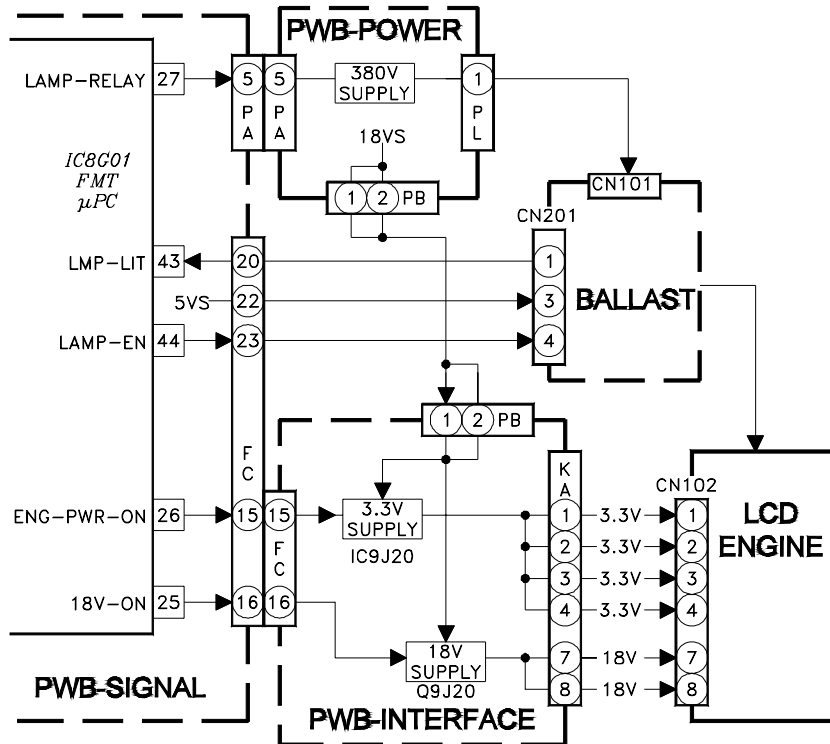 PWB-POWER
LAMP-RELAY 27 5 5 380V SUPPLY 1
PA PA PL
18VS
IC8G01
FMT
µPC
1 2 PB
CN101
CN201
LMP-LIT 43 20 1
5VS 22 3
BALLAST
LAMP-EN 44 23 4
1 2 PB
FC
KA
CN102
ENG-PWR-ON 26 15 15 3.3V SUPPLY 1 3.3V 1
IC9J20
LCD
ENGINE
2 3.3V 2
FC
3 3.3V 3
18V-ON 25 16 16 4 3.3V 4
18V SUPPLY 7 18V 7
Q9J20 8 18V 8
PWB-SIGNAL
PWB-INTERFACE